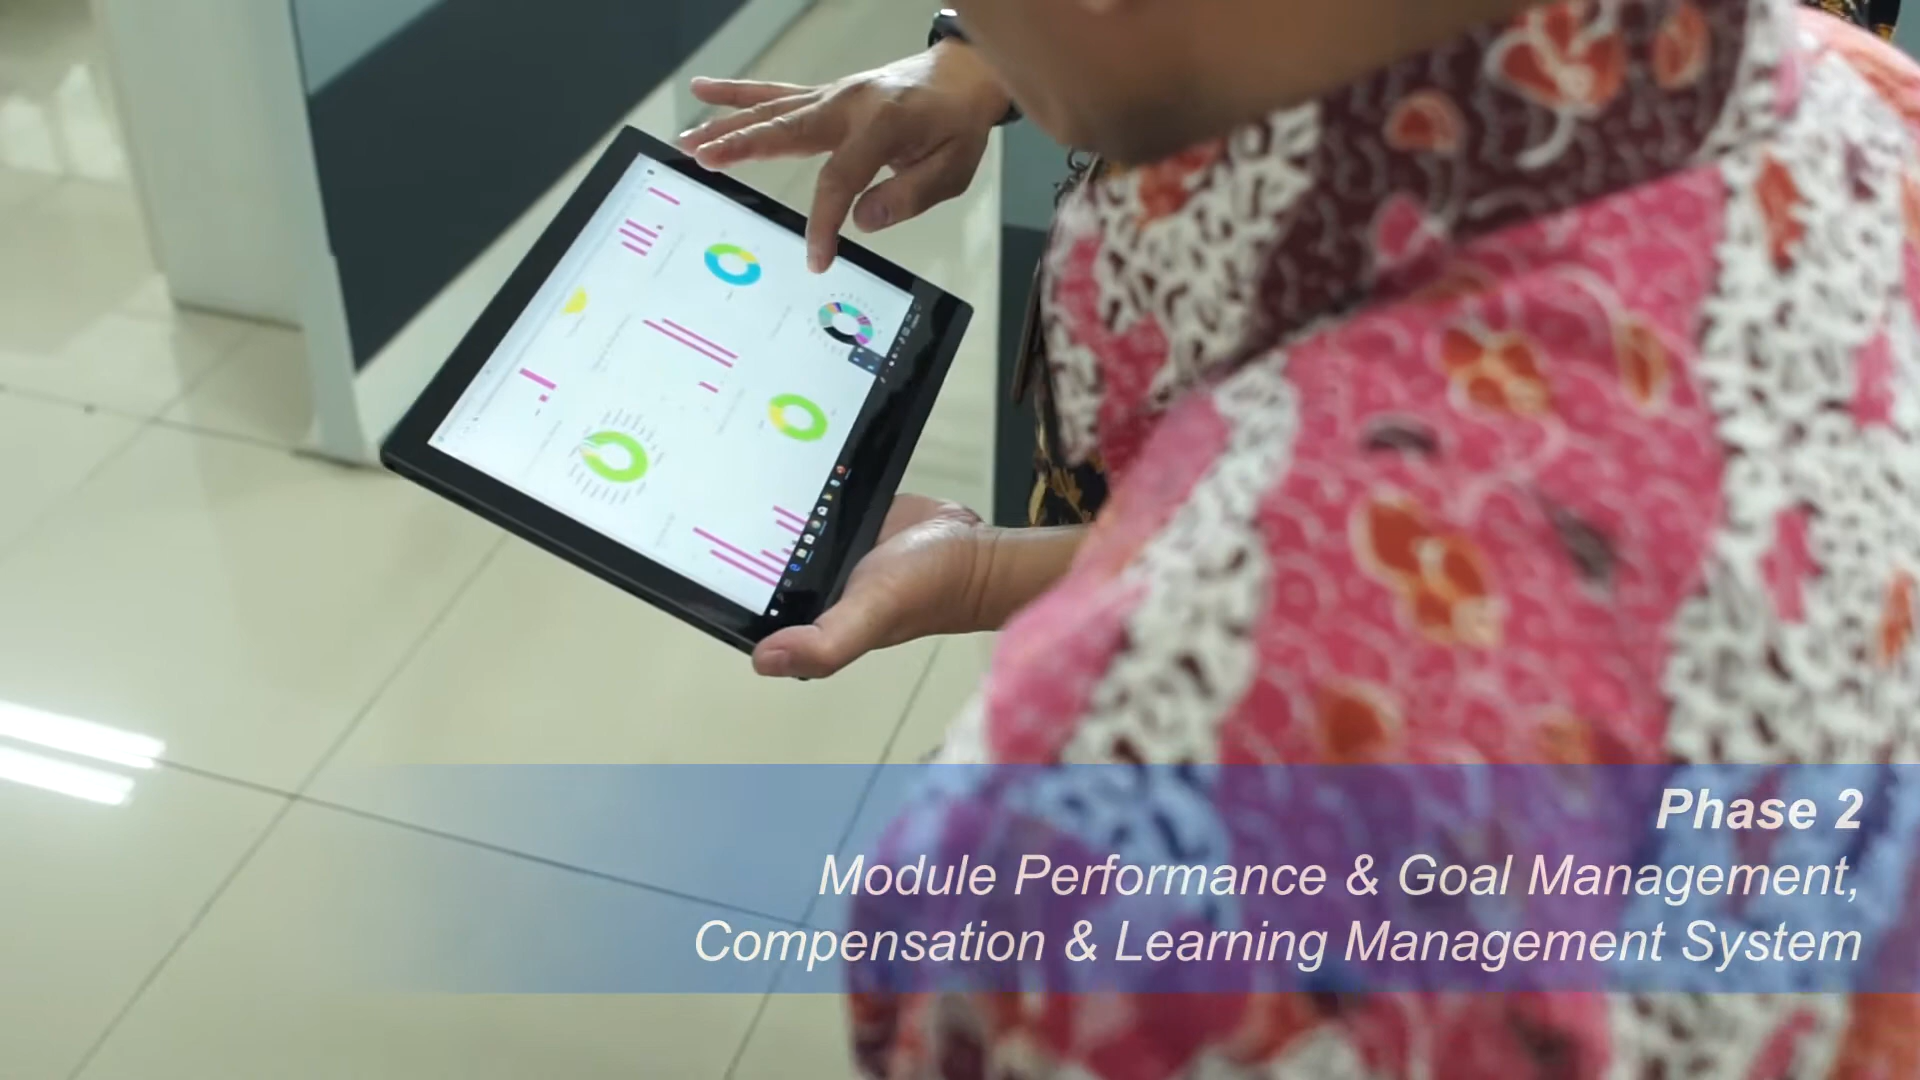 Phase 2
Module Performance & Goal Management,
Compensation & Learning Management System